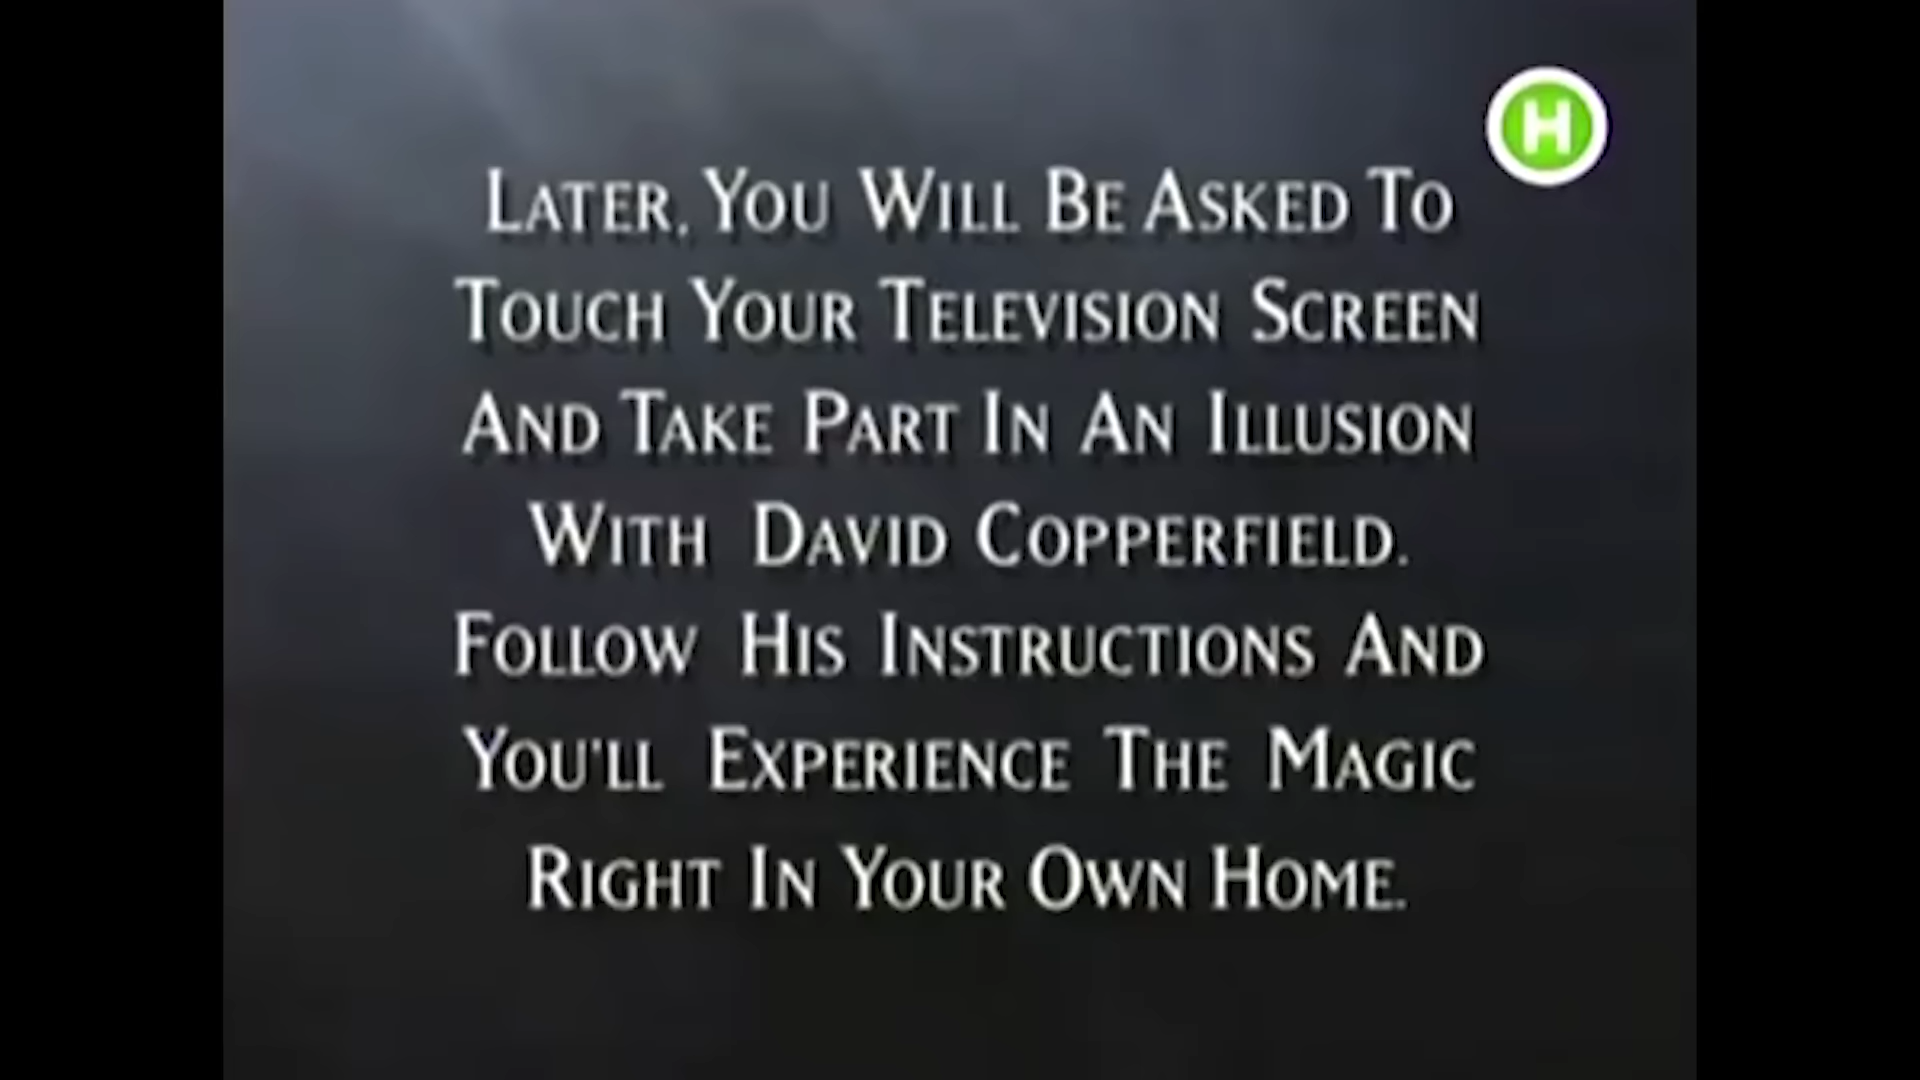 H
LATER, YOU WILL BE ASKED TO
TOUCH YOUR TELEVISION SCREEN
AND TAKE PART IN AN ILLUSION
WITH DAVID COPPERFIELD.
FOLLOW HIS INSTRUCTIONS AND
YOU'LL EXPERIENCE THE MAGIC
RIGHT IN YOUR OWN HOME.